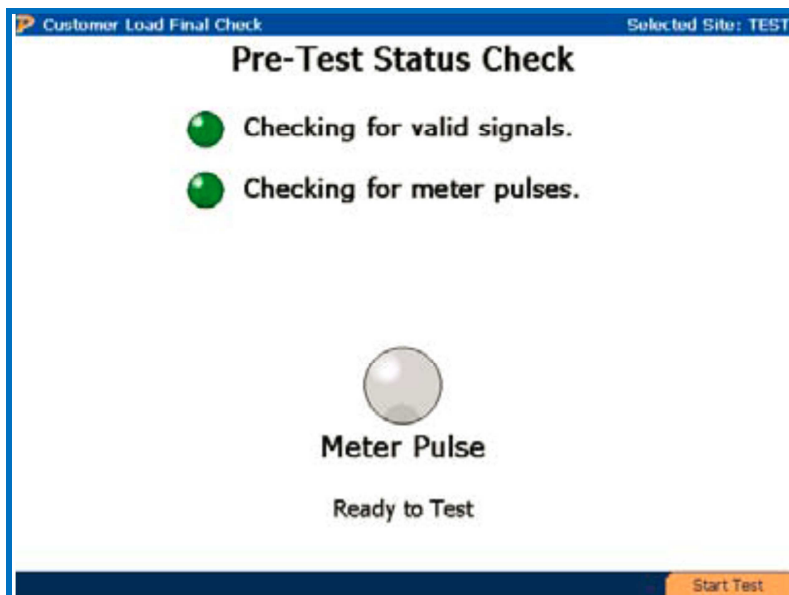 Customer Load Final Check
Selected Site: TEST
Pre-Test Status Check
Checking for valid signals.
Checking for meter pulses.
Meter Pulse
Ready to Test
Start Test